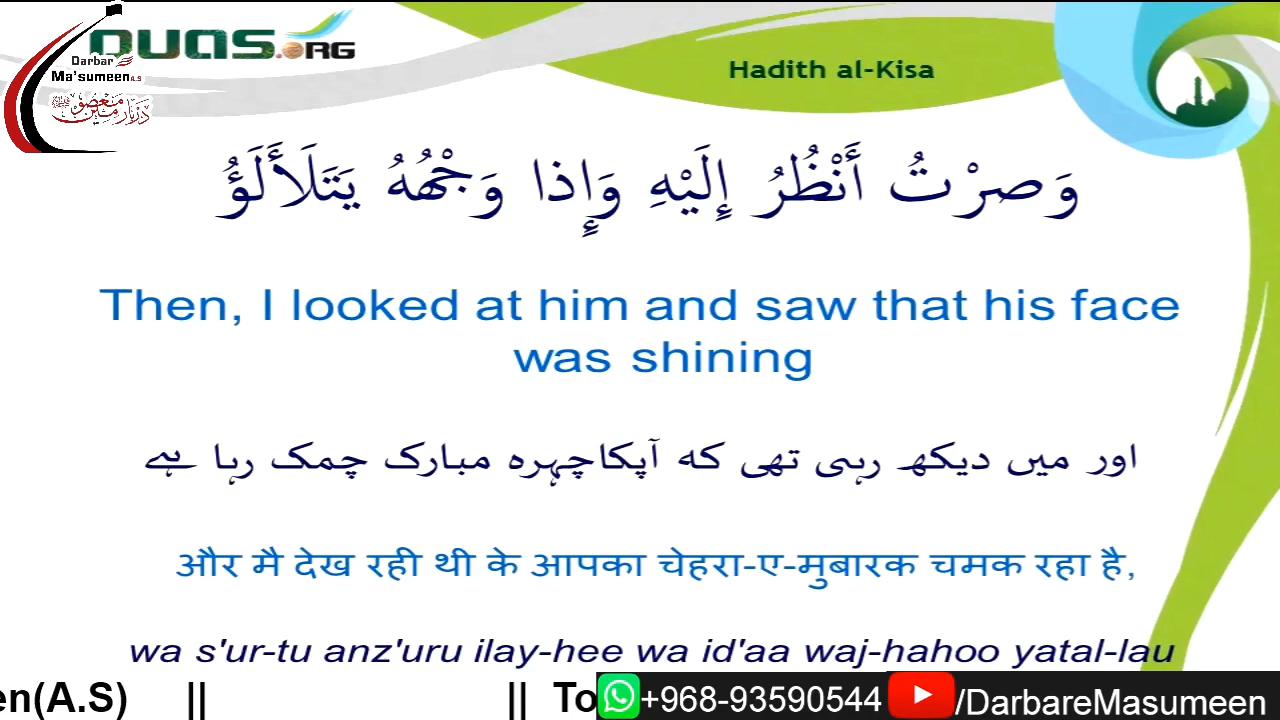 DUAS.ORG
Darbar
Ma'sumeen A.S
Hadith al-Kisa
وَصِرْتُ أَنْظُرُ إِلَيْهِ وَإِذا وَجْهُهُ يَتَلَأْلَؤُ
Then, I looked at him and saw that his face
was shining
اور میں دیکھ رہی تھی کہ آپکاچہرہ مبارک چمک رہا ہے
और मै देख रही थी के आपका चेहरा-ए-मुबारक चमक रहा है,
wa s'ur-tu anz'uru ilay-hee wa id'aa waj-hahoo yatal-lau
en(A.S) || || To
+968-93590544 /DarbareMasumeen